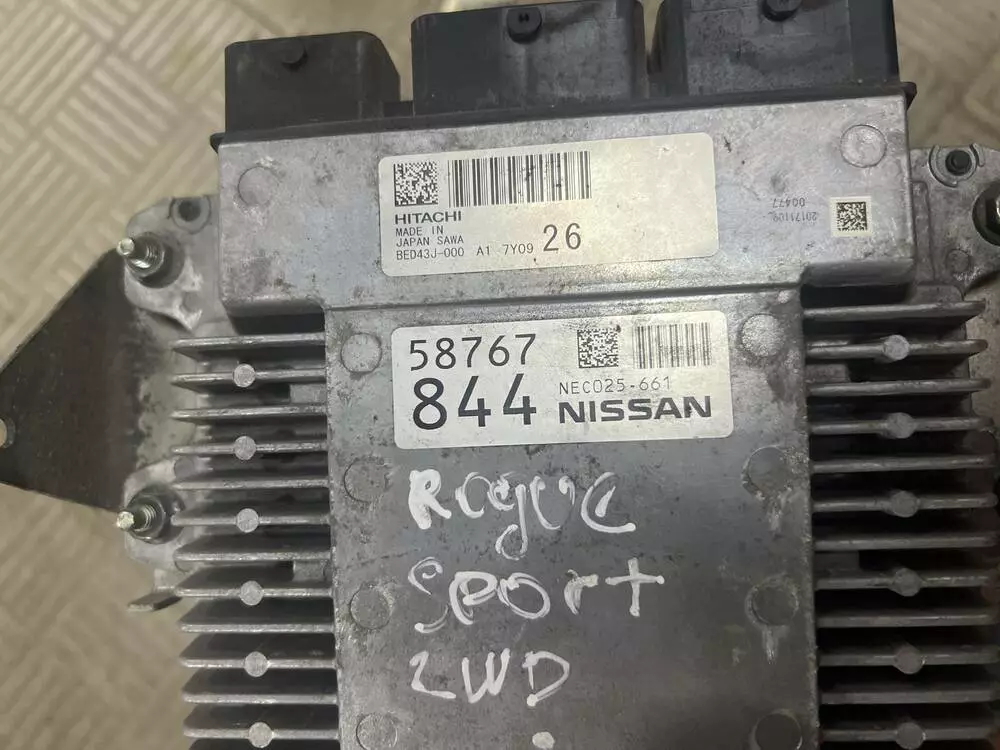 HITACHI
MADE IN
JAPAN SAWA
BED43J-000 A1 7Y09 26
20171109
00477
58767
844 NEC025-661
NISSAN
Rogue
SPOrt
2WD